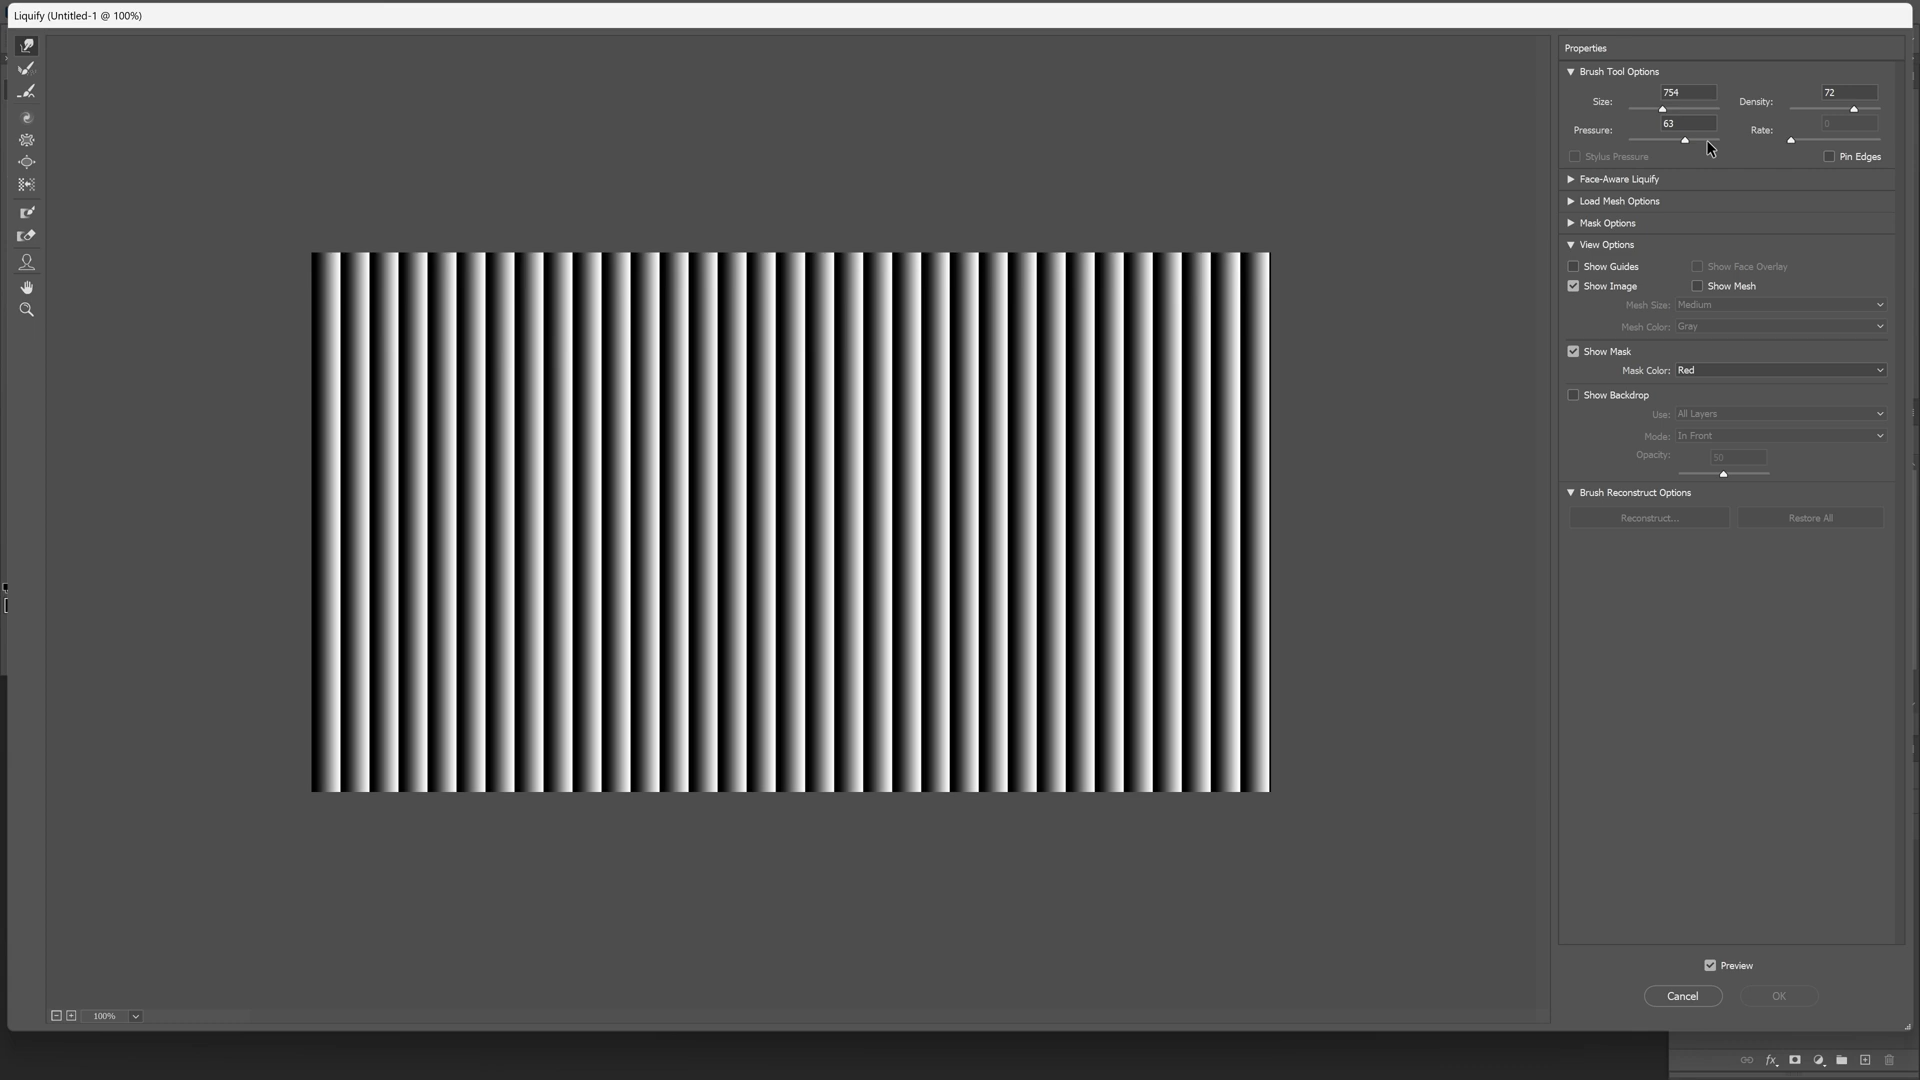 Liquify (Untitled-1 @ 100%)
Properties
Brush Tool Options
Size: 754 Density: 72
Pressure: 63 Rate: 0
Stylus Pressure Pin Edges
Face-Aware Liquify
Load Mesh Options
Mask Options
View Options
Show Guides Show Face Overlay
Show Image Show Mesh
Mesh Size: Medium
Mesh Color: Gray
Show Mask
Mask Color: Red
Show Backdrop
Use: All Layers
Mode: In Front
Opacity: 50
Brush Reconstruct Options
Reconstruct... Restore All
Preview
Cancel OK
100%
fx